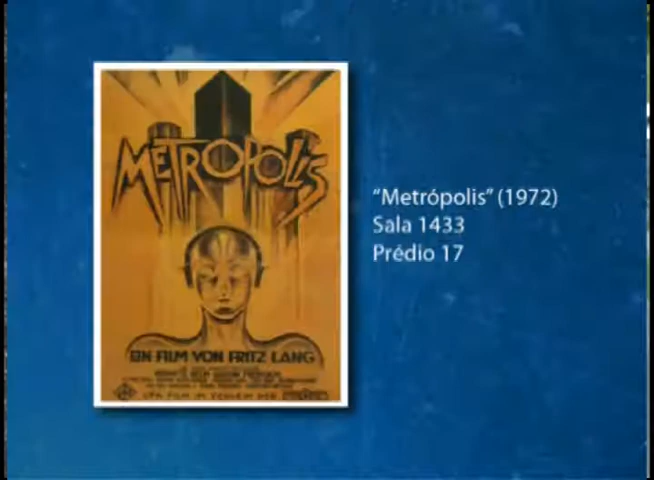 METROPOLIS
EIN FILM VON FRITZ LANG
“Metrópolis” (1972)
Sala 1433
Prédio 17